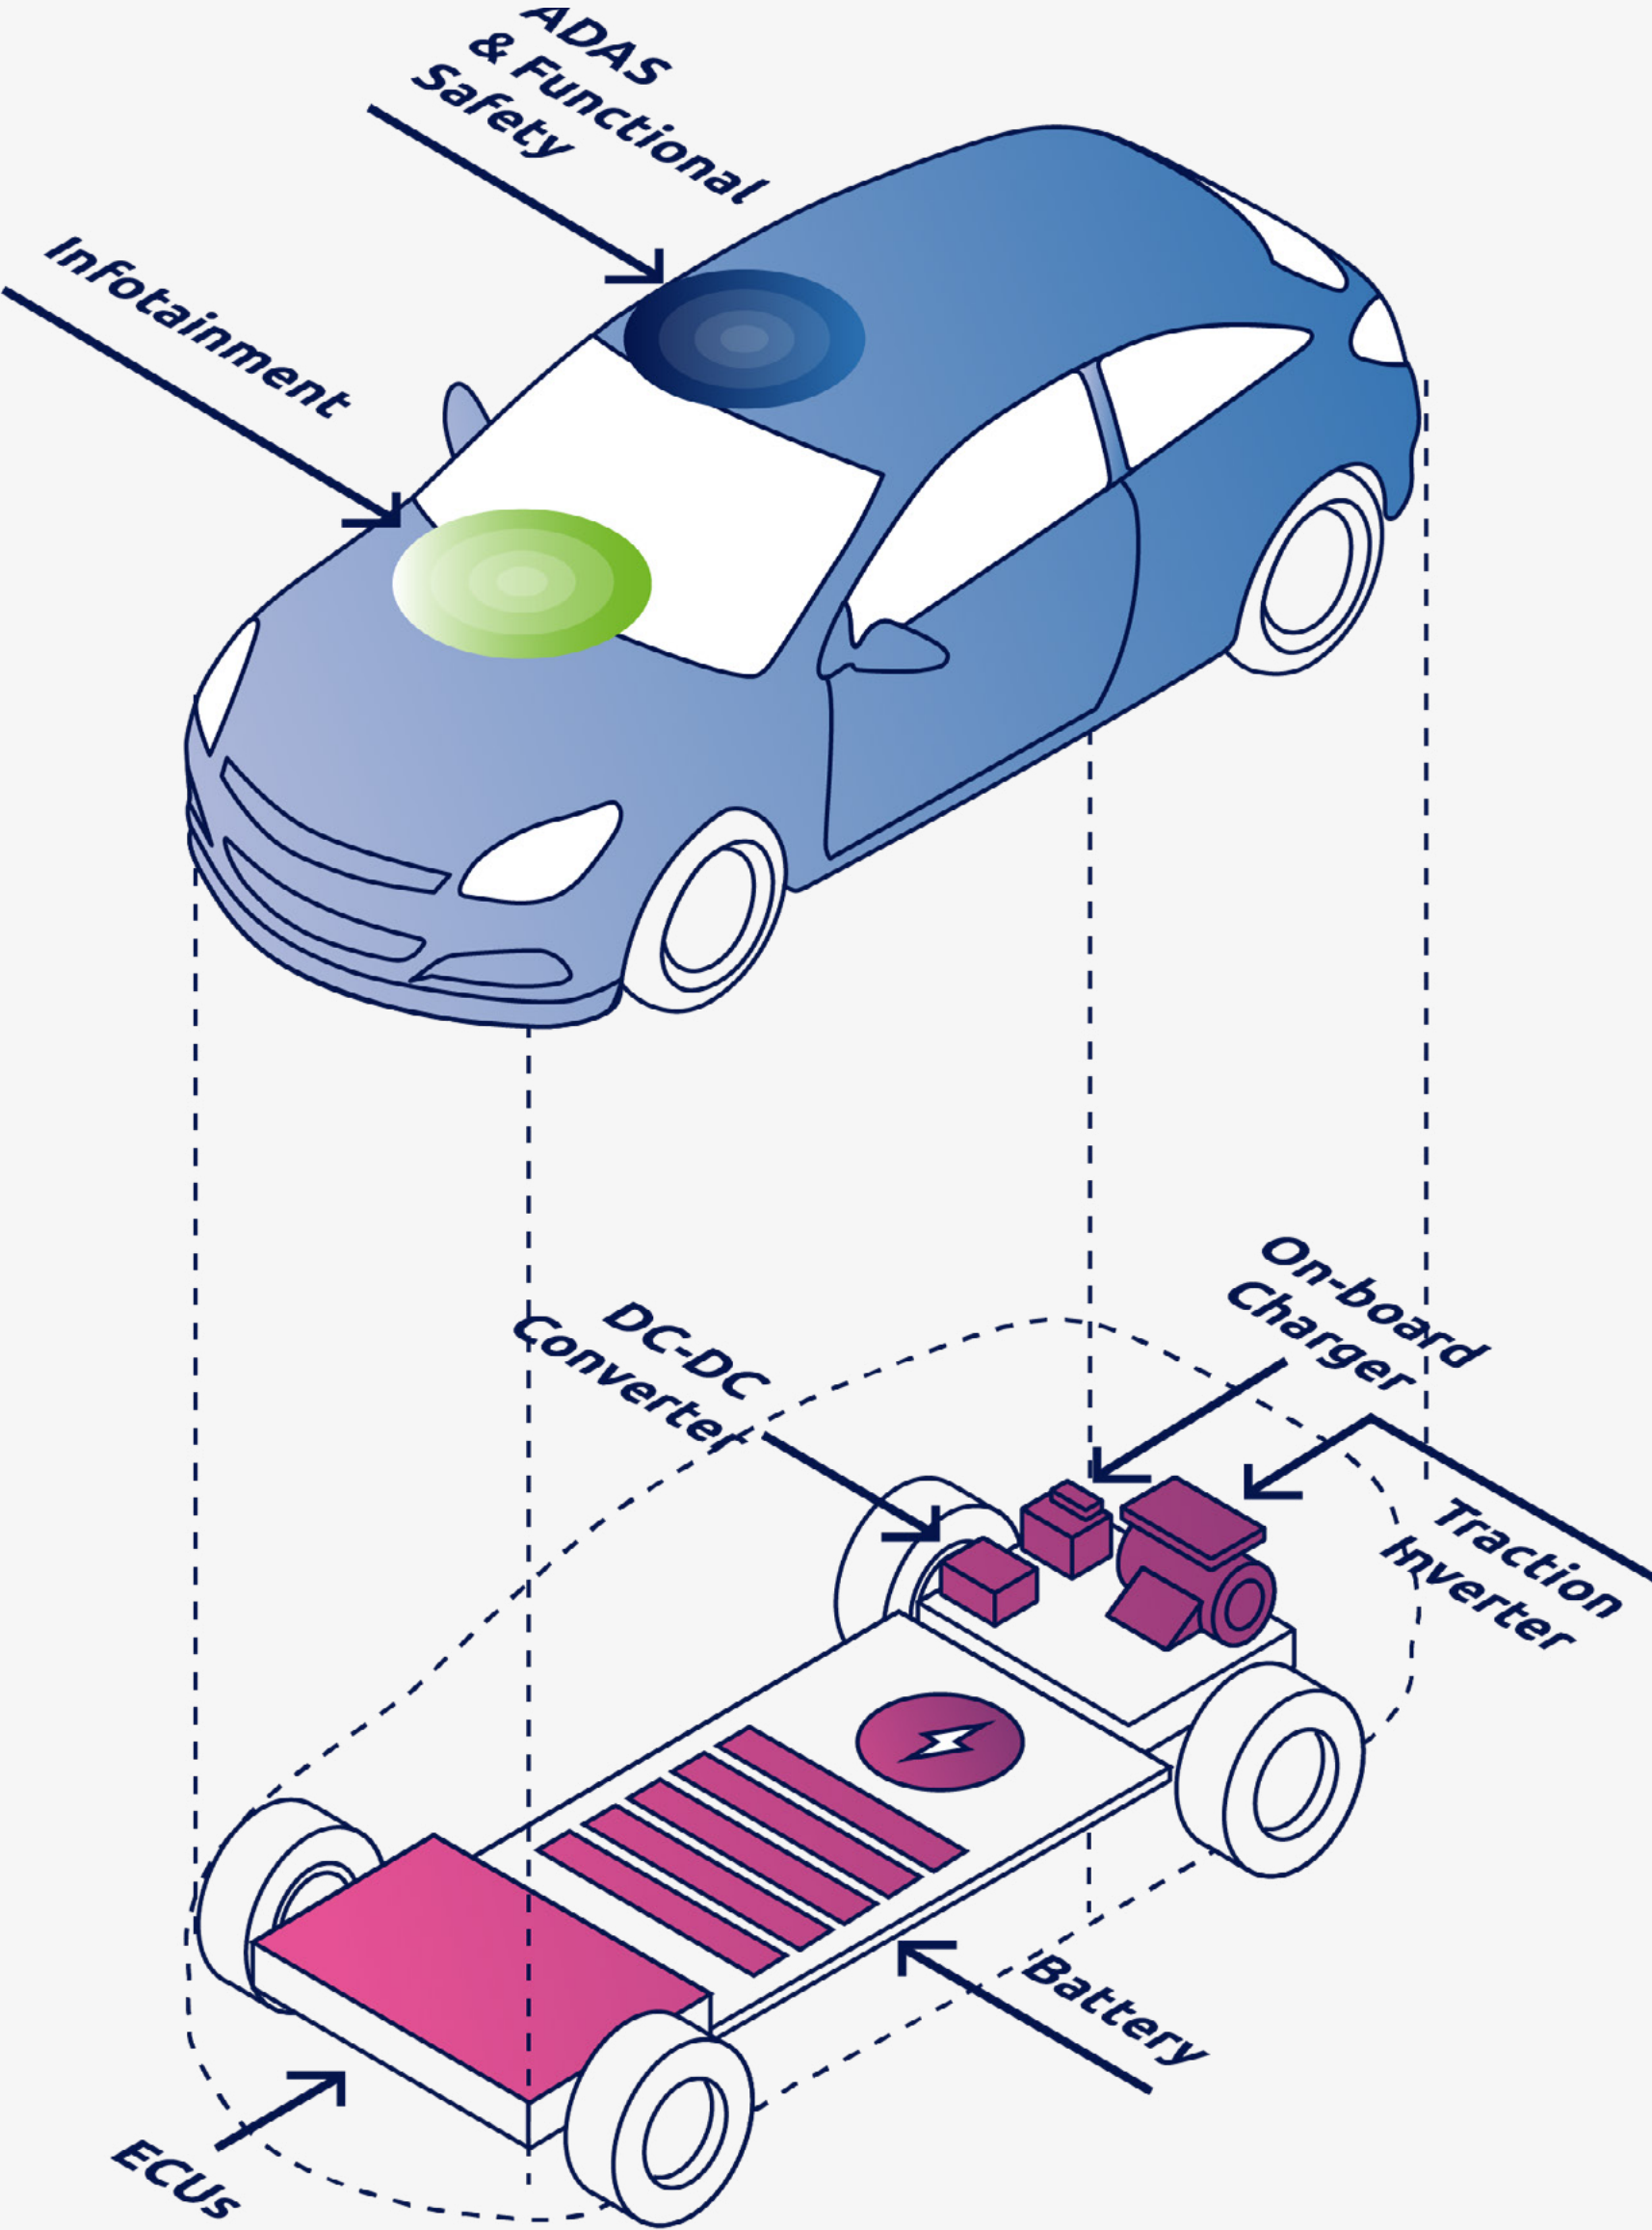 ADAS
& Functional
Safety
Infotainment
On-board
Charger
DC-DC
Converter
Traction
Inverter
Battery
ECUs